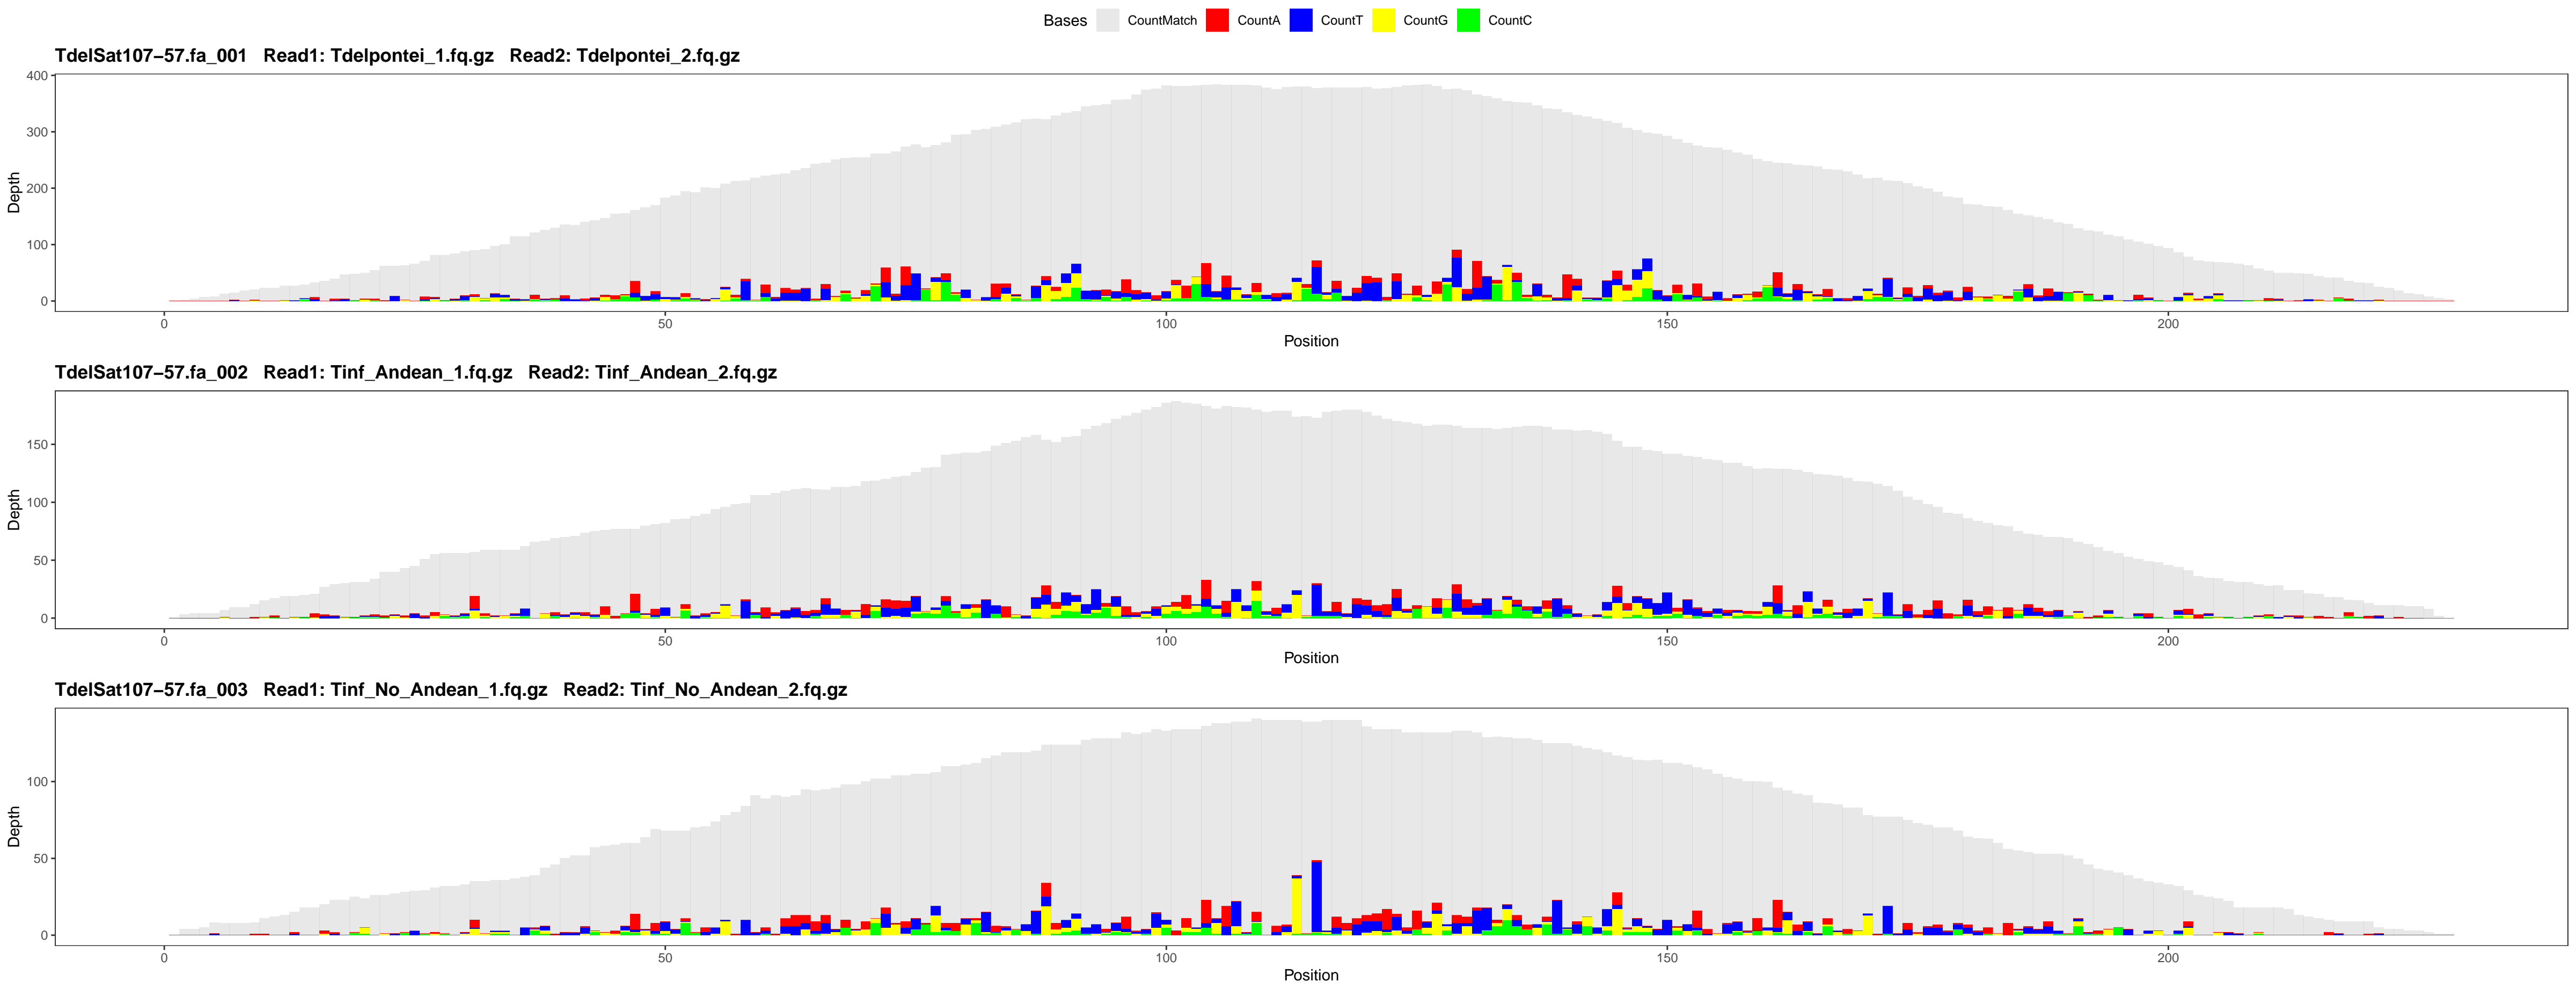 Bases CountMatch CountA CountT CountG CountC
TdelSat107−57.fa_001 Read1: Tdelpontei_1.fq.gz Read2: Tdelpontei_2.fq.gz
400
300
200
100
0
Depth
0 50 100 150 200
Position
TdelSat107−57.fa_002 Read1: Tinf_Andean_1.fq.gz Read2: Tinf_Andean_2.fq.gz
150
100
50
0
Depth
0 50 100 150 200
Position
TdelSat107−57.fa_003 Read1: Tinf_No_Andean_1.fq.gz Read2: Tinf_No_Andean_2.fq.gz
100
50
0
Depth
0 50 100 150 200
Position